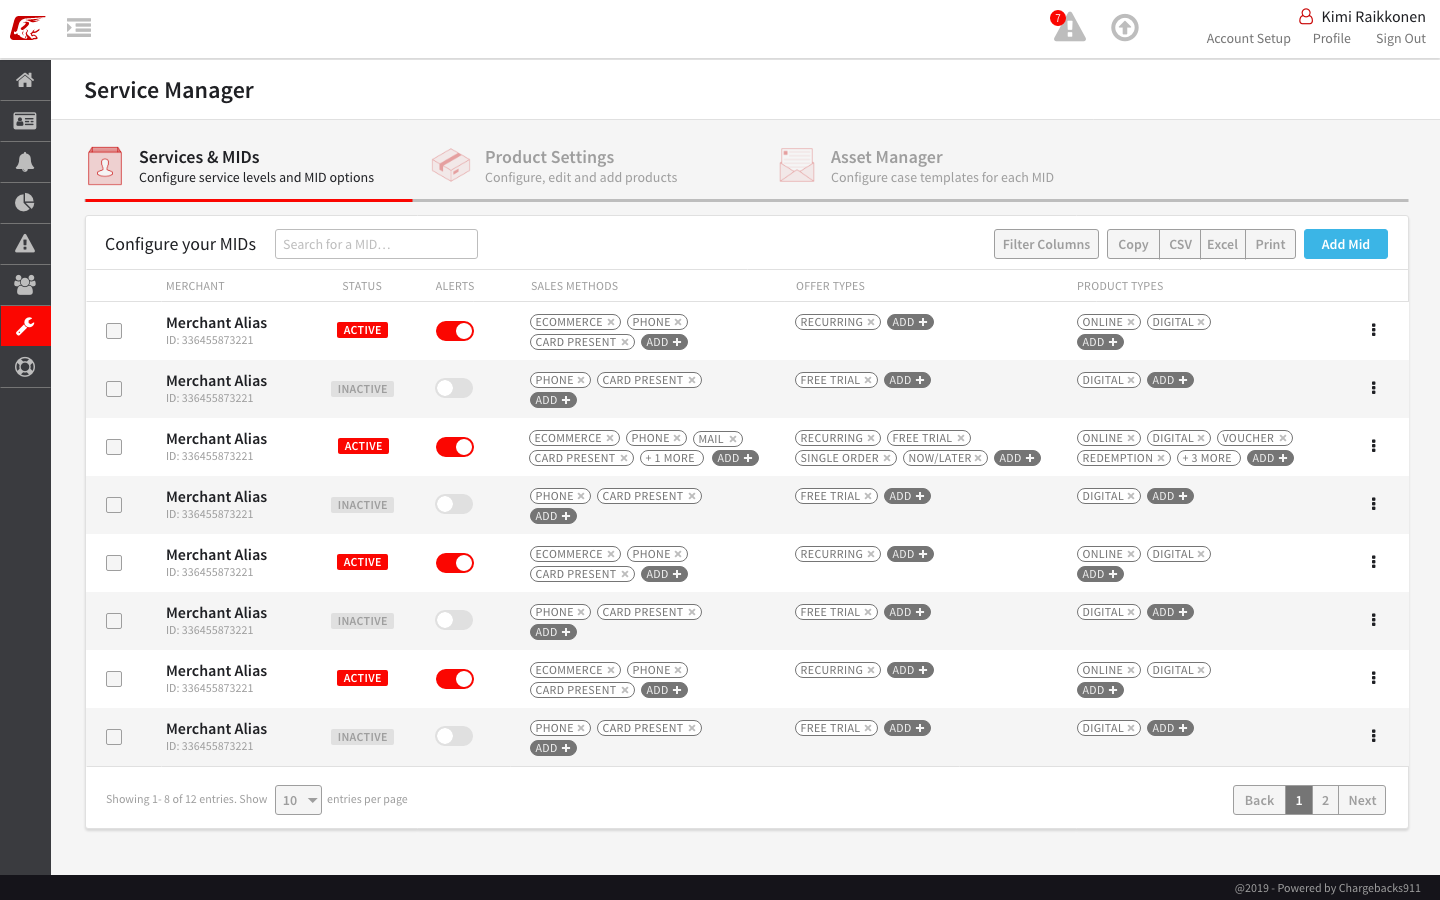 7
Kimi Raikkonen
Account Setup Profile Sign Out
Service Manager
Services & MIDs
Configure service levels and MID options
Product Settings
Configure, edit and add products
Asset Manager
Configure case templates for each MID
Configure your MIDs Search for a MID... Filter Columns Copy CSV Excel Print Add Mid
MERCHANT STATUS ALERTS SALES METHODS OFFER TYPES PRODUCT TYPES
Merchant Alias ACTIVE ECOMMERCE PHONE RECURRING ADD ONLINE DIGITAL
ID: 336455873221 CARD PRESENT ADD ADD
Merchant Alias INACTIVE PHONE CARD PRESENT FREE TRIAL ADD DIGITAL ADD
ID: 336455873221 ADD
Merchant Alias ACTIVE ECOMMERCE PHONE MAIL RECURRING FREE TRIAL ONLINE DIGITAL VOUCHER
ID: 336455873221 CARD PRESENT + 1 MORE ADD SINGLE ORDER NOW/LATER ADD REDEMPTION + 3 MORE ADD
Merchant Alias INACTIVE PHONE CARD PRESENT FREE TRIAL ADD DIGITAL ADD
ID: 336455873221 ADD
Merchant Alias ACTIVE ECOMMERCE PHONE RECURRING ADD ONLINE DIGITAL
ID: 336455873221 CARD PRESENT ADD ADD
Merchant Alias INACTIVE PHONE CARD PRESENT FREE TRIAL ADD DIGITAL ADD
ID: 336455873221 ADD
Merchant Alias ACTIVE ECOMMERCE PHONE RECURRING ADD ONLINE DIGITAL
ID: 336455873221 CARD PRESENT ADD ADD
Merchant Alias INACTIVE PHONE CARD PRESENT FREE TRIAL ADD DIGITAL ADD
ID: 336455873221 ADD
Showing 1- 8 of 12 entries. Show 10 entries per page Back 1 2 Next
@2019 - Powered by Chargebacks911